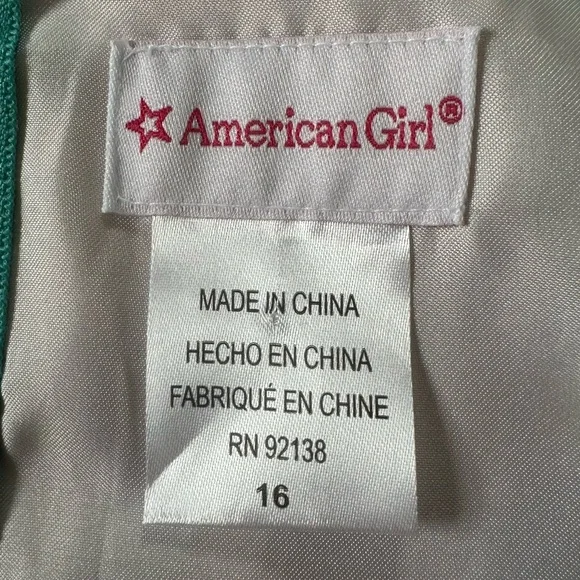 American Girl®
MADE IN CHINA
HECHO EN CHINA
FABRIQUÉ EN CHINE
RN 92138
16